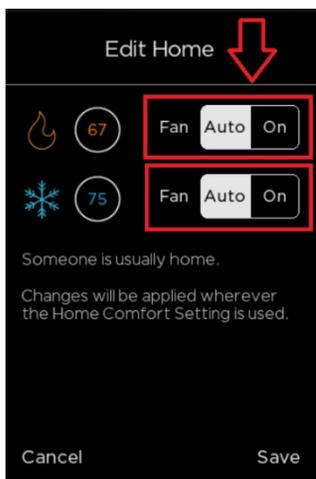 Edit Home
67 Fan Auto On
75 Fan Auto On
Someone is usually home.
Changes will be applied wherever
the Home Comfort Setting is used.
Cancel Save